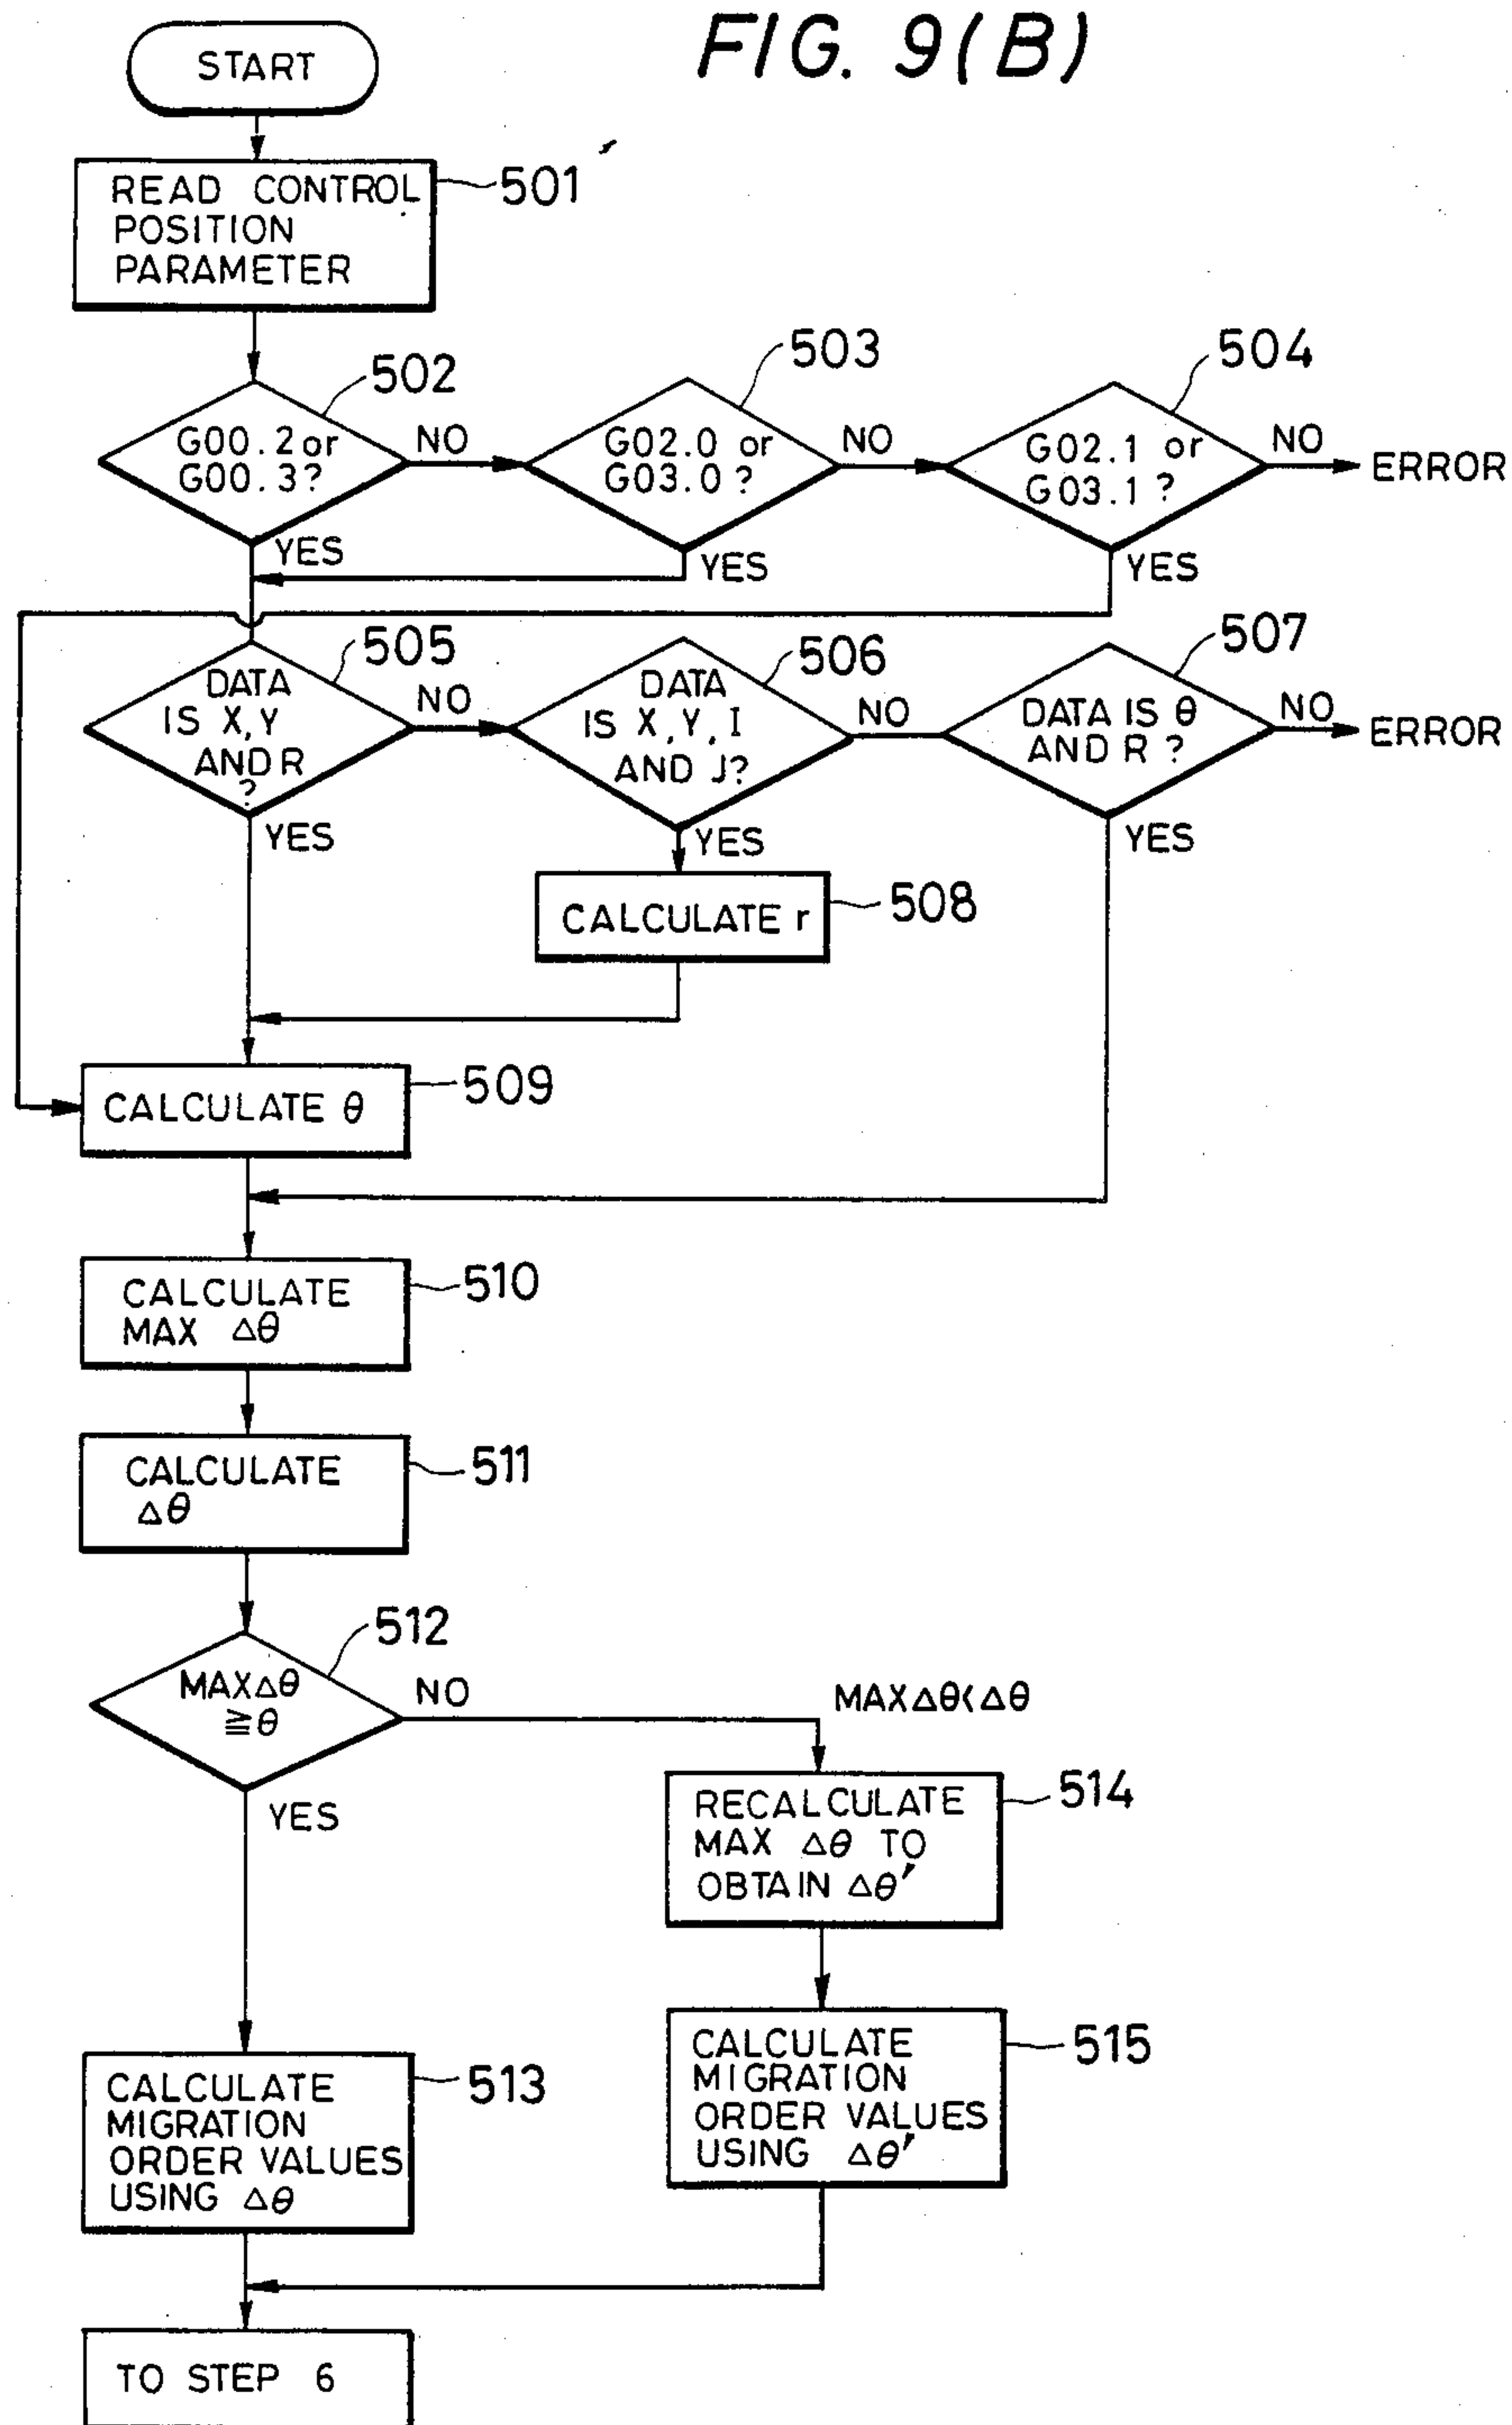 FIG. 9(B)
START
READ CONTROL
POSITION
PARAMETER
501
502
503
504
G00.2 or
G00.3?
NO
G02.0 or
G03.0 ?
NO
G02.1 or
G03.1 ?
NO
ERROR
YES
YES
YES
505
506
507
DATA
IS X,Y
AND R
?
NO
DATA
IS X,Y,I
AND J?
NO
DATA IS θ
AND R ?
NO
ERROR
YES
YES
YES
CALCULATE r
508
CALCULATE θ
509
CALCULATE
MAX Δθ
510
CALCULATE
Δθ
511
512
MAXΔθ
≧θ
NO
MAXΔθ<Δθ
YES
RECALCULATE
MAX Δθ TO
OBTAIN Δθ′
514
CALCULATE
MIGRATION
ORDER VALUES
USING Δθ
513
CALCULATE
MIGRATION
ORDER VALUES
USING Δθ′
515
TO STEP 6